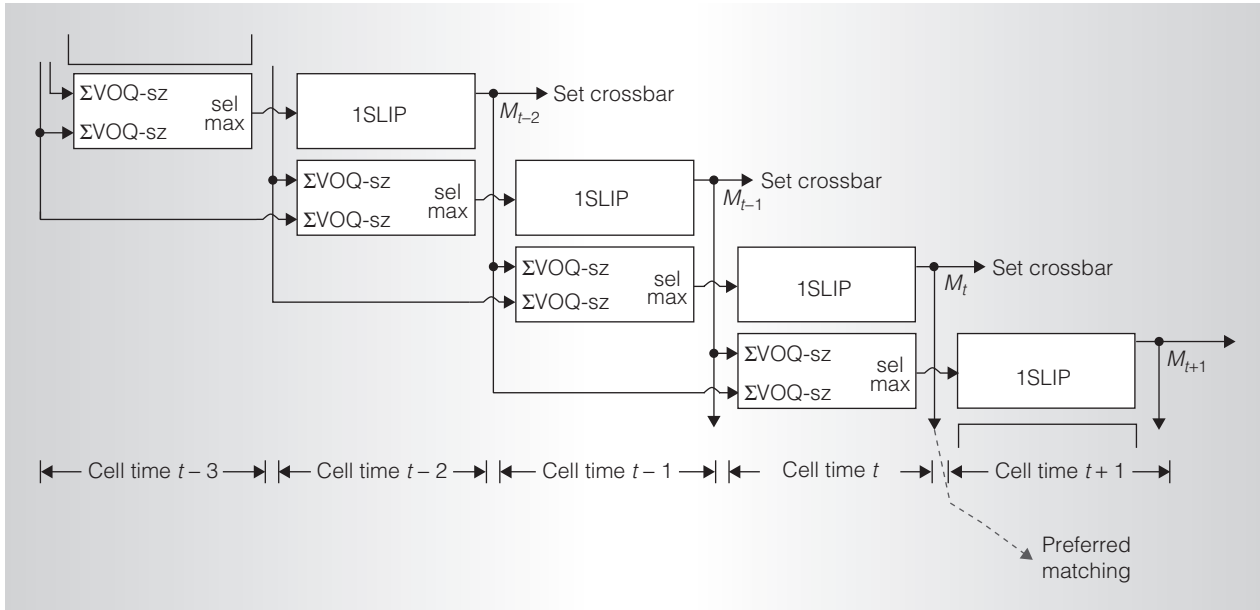 ΣVOQ-sz
ΣVOQ-sz
sel
max
1SLIP
M_{t–2}
Set crossbar
ΣVOQ-sz
ΣVOQ-sz
sel
max
1SLIP
M_{t–1}
Set crossbar
ΣVOQ-sz
ΣVOQ-sz
sel
max
1SLIP
M_t
Set crossbar
ΣVOQ-sz
ΣVOQ-sz
sel
max
1SLIP
M_{t+1}
Cell time t – 3
Cell time t – 2
Cell time t – 1
Cell time t
Cell time t + 1
Preferred
matching